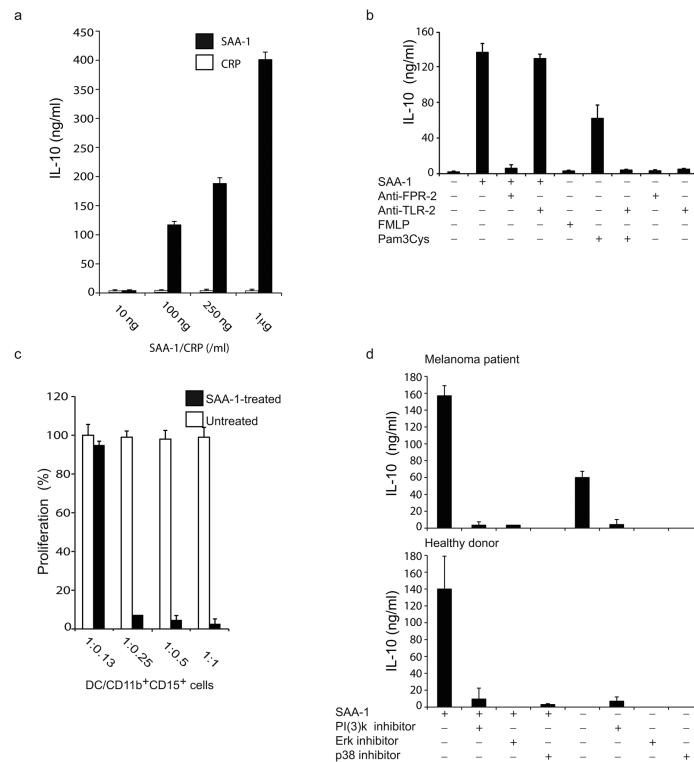 a
SAA-1
CRP
IL-10 (ng/ml)
450
400
350
300
250
200
150
100
50
0
10 ng
100 ng
250 ng
1µg
SAA-1/CRP (/ml)
b
IL-10 (ng/ml)
160
120
80
40
0
SAA-1 – + + + – – – – –
Anti-FPR-2 – – + – – – – + –
Anti-TLR-2 – – – + – – + – +
FMLP – – – – + – – – –
Pam3Cys – – – – – + + – –
c
SAA-1-treated
Untreated
Proliferation (%)
120
100
80
60
40
20
0
1:0.13
1:0.25
1:0.5
1:1
DC/CD11b+CD15+ cells
d
Melanoma patient
IL-10 (ng/ml)
180
160
140
120
100
80
60
40
20
0
Healthy donor
IL-10 (ng/ml)
180
160
140
120
100
80
60
40
20
0
SAA-1 + + + + – – – –
PI(3)k inhibitor – + – – – + – –
Erk inhibitor – – + – – – + –
p38 inhibitor – – – + – – – +